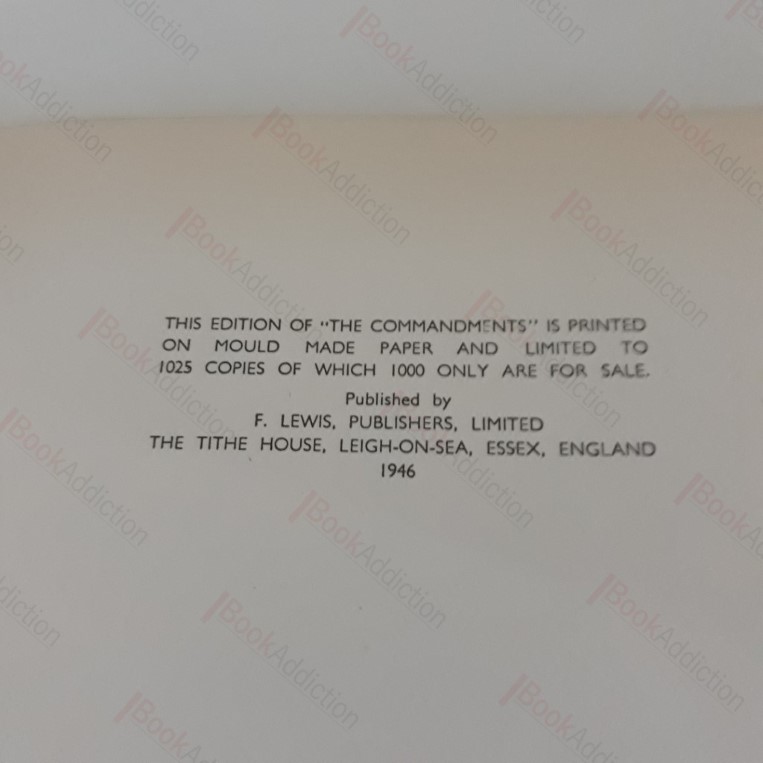 THIS EDITION OF "THE COMMANDMENTS" IS PRINTED
ON MOULD MADE PAPER AND LIMITED TO
1025 COPIES OF WHICH 1000 ONLY ARE FOR SALE.
Published by
F. LEWIS, PUBLISHERS, LIMITED
THE TITHE HOUSE, LEIGH-ON-SEA, ESSEX, ENGLAND
1946
BookAddiction